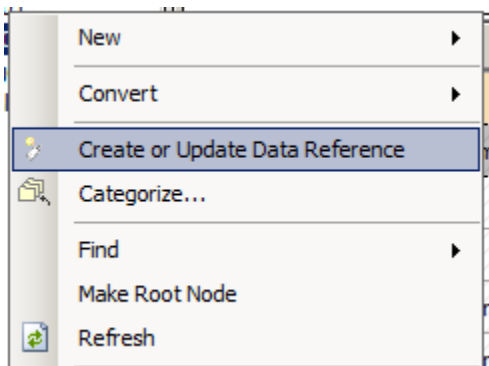 New
Convert
Create or Update Data Reference
Categorize...
Find
Make Root Node
Refresh